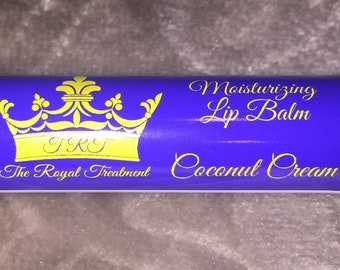 TRT
The Royal Treatment
Moisturizing
Lip Balm
Coconut Cream